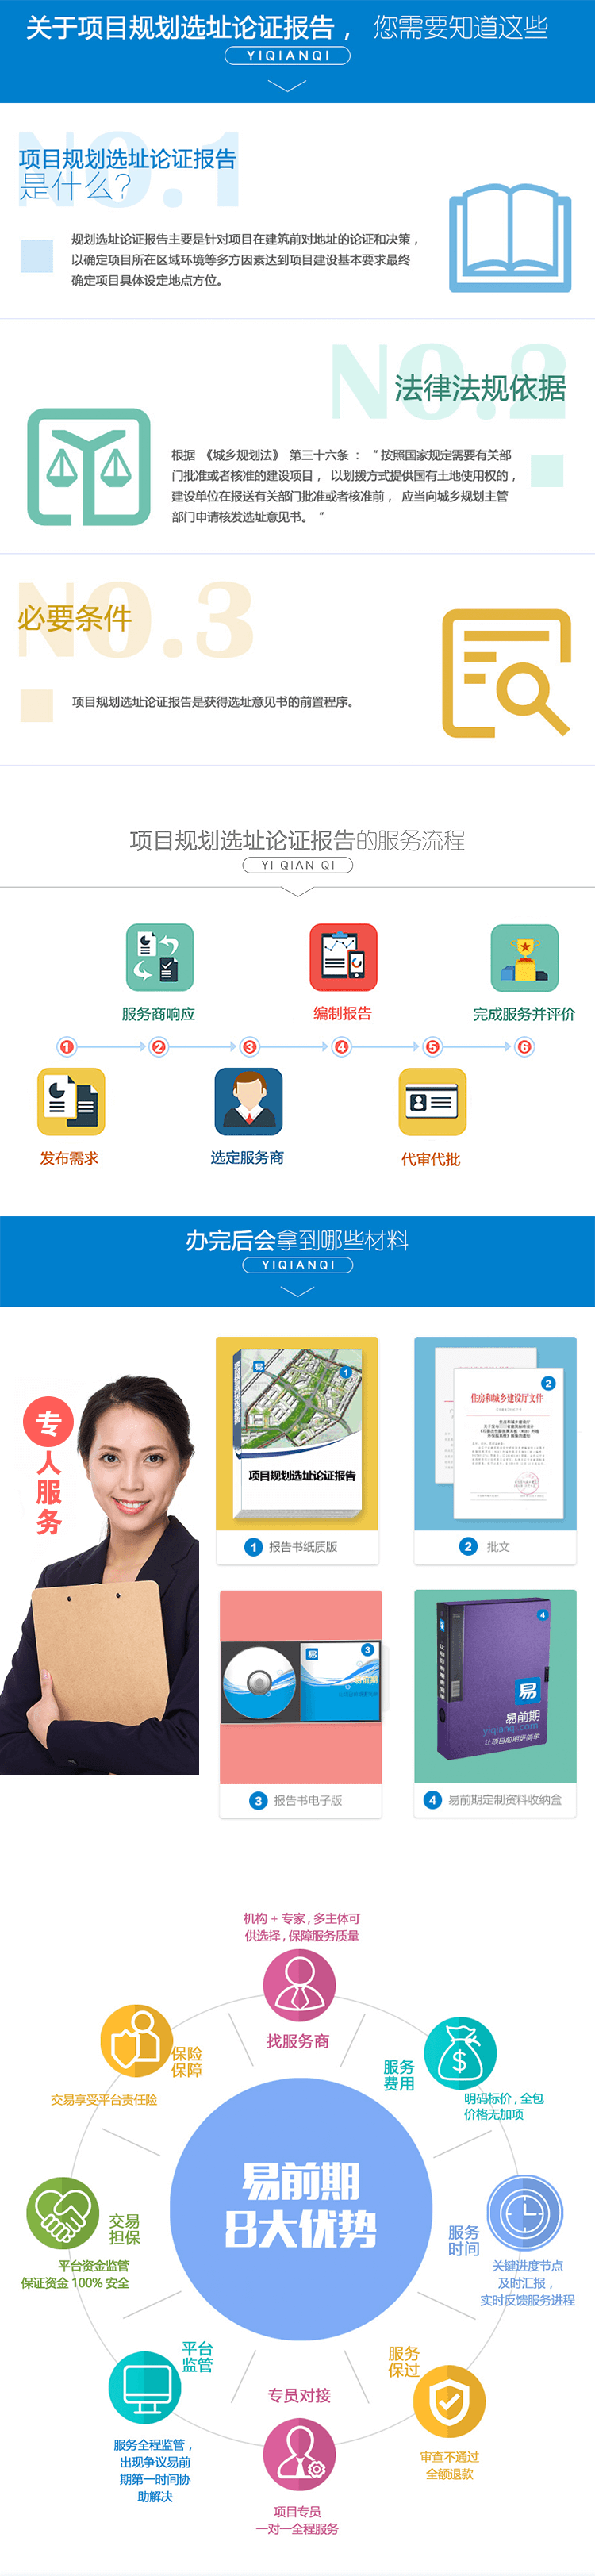 关于项目规划选址论证报告，您需要知道这些
YIQIANQI
NO.1
项目规划选址论证报告
是什么?
规划选址论证报告主要是针对项目在建筑前对地址的论证和决策，
以确定项目所在区域环境等多方因素达到项目建设基本要求最终
确定项目具体设定地点方位。
NO.2
法律法规依据
根据 《城乡规划法》 第三十六条 ： “ 按照国家规定需要有关部
门批准或者核准的建设项目， 以划拨方式提供国有土地使用权的，
建设单位在报送有关部门批准或者核准前， 应当向城乡规划主管
部门申请核发选址意见书。 ”
NO.3
必要条件
项目规划选址论证报告是获得选址意见书的前置程序。
项目规划选址论证报告的服务流程
YI QIAN QI
服务商响应
编制报告
完成服务并评价
1 2 3 4 5 6
发布需求
选定服务商
代审代批
办完后会拿到哪些材料
YIQIANQI
专人服务
易
1
项目规划选址论证报告
1 报告书纸质版
2
住房和城乡建设厅文件
2 批文
易
3
易前期
3 报告书电子版
4
易
易前期
yiqianqi.com
让项目前期更简单
4 易前期定制资料收纳盒
机构 + 专家，多主体可
供选择，保障服务质量
找服务商
保险
保障
交易享受平台责任险
服务
费用
明码标价，全包
价格无加项
易前期
8大优势
交易
担保
平台资金监管
保证资金 100% 安全
服务
时间
关键进度节点
及时汇报，
实时反馈服务进程
平台
监管
服务全程监管，
出现争议易前
期第一时间协
助解决
服务
保过
审查不通过
全额退款
专员对接
项目专员
一对一全程服务